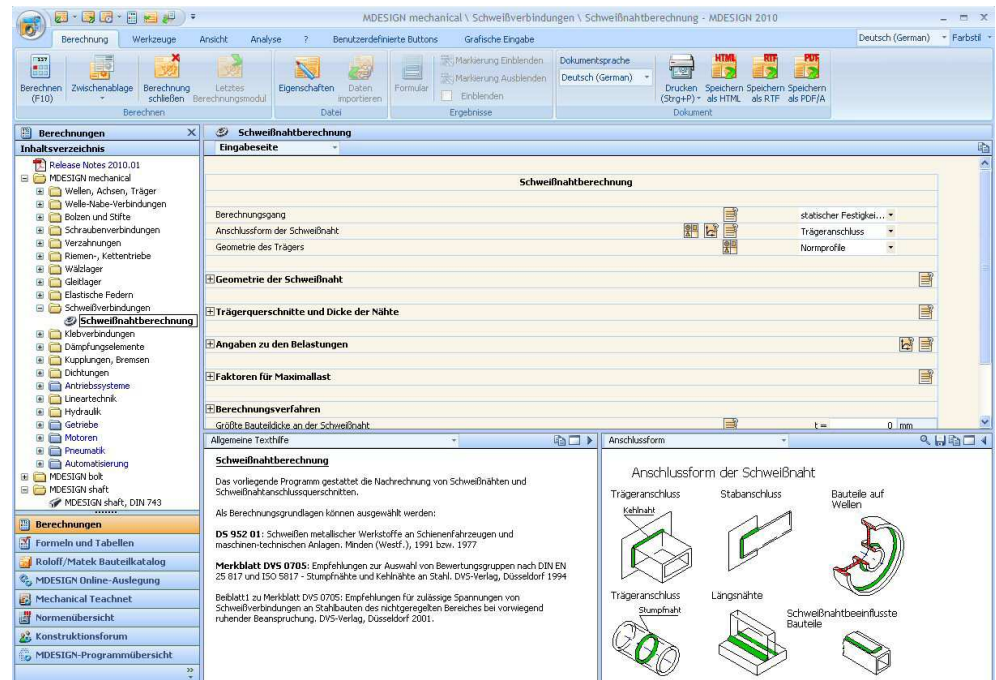 MDESIGN mechanical \ Schweißverbindungen \ Schweißnahtberechnung - MDESIGN 2010
Berechnung Werkzeuge Ansicht Analyse ? Benutzerdefinierte Buttons Grafische Eingabe Deutsch (German) Farbstil
Berechnen (F10)
Zwischenablage
Berechnung schließen
Letztes Berechnungsmodul
Berechnen
Eigenschaften
Daten importieren
Datei
Formular
Markierung Einblenden
Markierung Ausblenden
Einblenden
Ergebnisse
Dokumentsprache
Deutsch (German)
Drucken (Strg+P)
Speichern als HTML
Speichern als RTF
Speichern als PDF/A
Dokument
Berechnungen
Inhaltsverzeichnis
Release Notes 2010.01
MDESIGN mechanical
Wellen, Achsen, Träger
Welle-Nabe-Verbindungen
Bolzen und Stifte
Schraubenverbindungen
Verzahnungen
Riemen-, Kettentriebe
Wälzlager
Gleitlager
Elastische Federn
Schweißverbindungen
Schweißnahtberechnung
Klebverbindungen
Dämpfungselemente
Kupplungen, Bremsen
Dichtungen
Antriebssysteme
Lineartechnik
Hydraulik
Getriebe
Motoren
Pneumatik
Automatisierung
MDESIGN bolt
MDESIGN shaft
MDESIGN shaft, DIN 743
Berechnungen
Formeln und Tabellen
Roloff/Matek Bauteilkatalog
MDESIGN Online-Auslegung
Mechanical Teachnet
Normenübersicht
Konstruktionsforum
MDESIGN-Programmübersicht
Schweißnahtberechnung
Eingabeseite
Schweißnahtberechnung
Berechnungsgang statischer Festigkei...
Anschlussform der Schweißnaht Trägeranschluss
Geometrie des Trägers Normprofile
Geometrie der Schweißnaht
Trägerquerschnitte und Dicke der Nähte
Angaben zu den Belastungen
Faktoren für Maximallast
Berechnungsverfahren
Größte Bauteildicke an der Schweißnaht t = 0 mm
Allgemeine Texthilfe
Schweißnahtberechnung
Das vorliegende Programm gestattet die Nachrechnung von Schweißnähten und
Schweißnahtanschlussquerschnitten.
Als Berechnungsgrundlagen können ausgewählt werden:
DS 952 01: Schweißen metallischer Werkstoffe an Schienenfahrzeugen und
maschinen-technischen Anlagen. Minden (Westf.), 1991 bzw. 1977
Merkblatt DVS 0705: Empfehlungen zur Auswahl von Bewertungsgruppen nach DIN EN
25 817 und ISO 5817 - Stumpfnähte und Kehlnähte an Stahl. DVS-Verlag, Düsseldorf 1994
Beiblatt1 zu Merkblatt DVS 0705: Empfehlungen für zulässige Spannungen von
Schweißverbindungen an Stahlbauten des nichtgeregelten Bereiches bei vorwiegend
ruhender Beanspruchung. DVS-Verlag, Düsseldorf 2001.
Anschlussform
Anschlussform der Schweißnaht
Trägeranschluss
Kehlnaht
Stabanschluss
Bauteile auf Wellen
Trägeranschluss
Stumpfnaht
Längsnähte
Schweißnahtbeeinflusste Bauteile